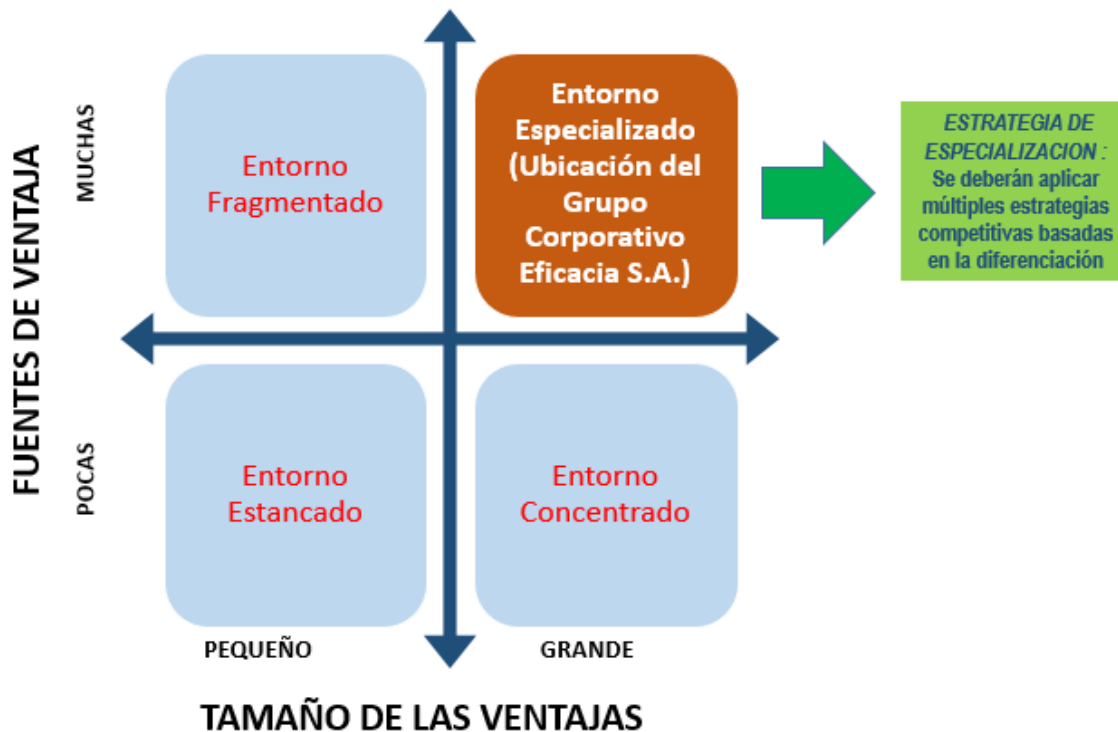 FUENTES DE VENTAJA
MUCHAS
POCAS
Entorno
Fragmentado
Entorno
Especializado
(Ubicación del
Grupo
Corporativo
Eficacia S.A.)
ESTRATEGIA DE
ESPECIALIZACION :
Se deberán aplicar
múltiples estrategias
competitivas basadas
en la diferenciación
Entorno
Estancado
Entorno
Concentrado
PEQUEÑO
GRANDE
TAMAÑO DE LAS VENTAJAS